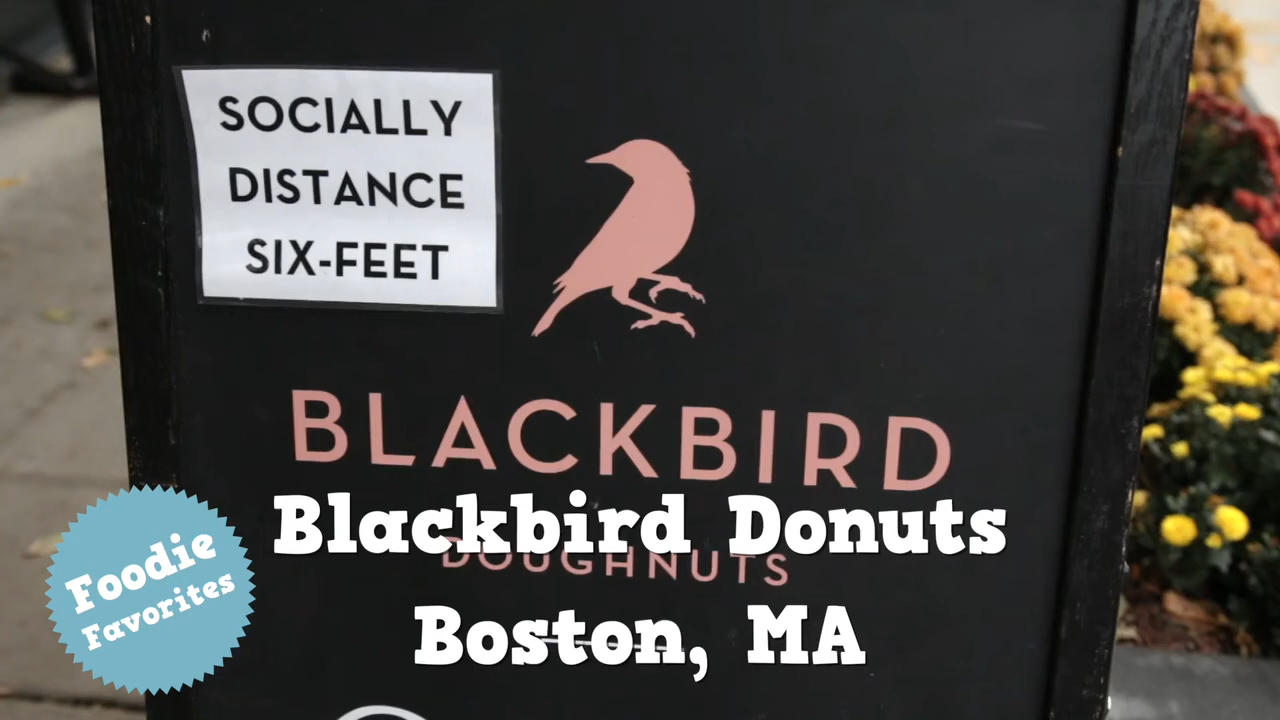 SOCIALLY
DISTANCE
SIX-FEET
BLACKBIRD
DOUGHNUTS
Blackbird Donuts
Boston, MA
Foodie
Favorites